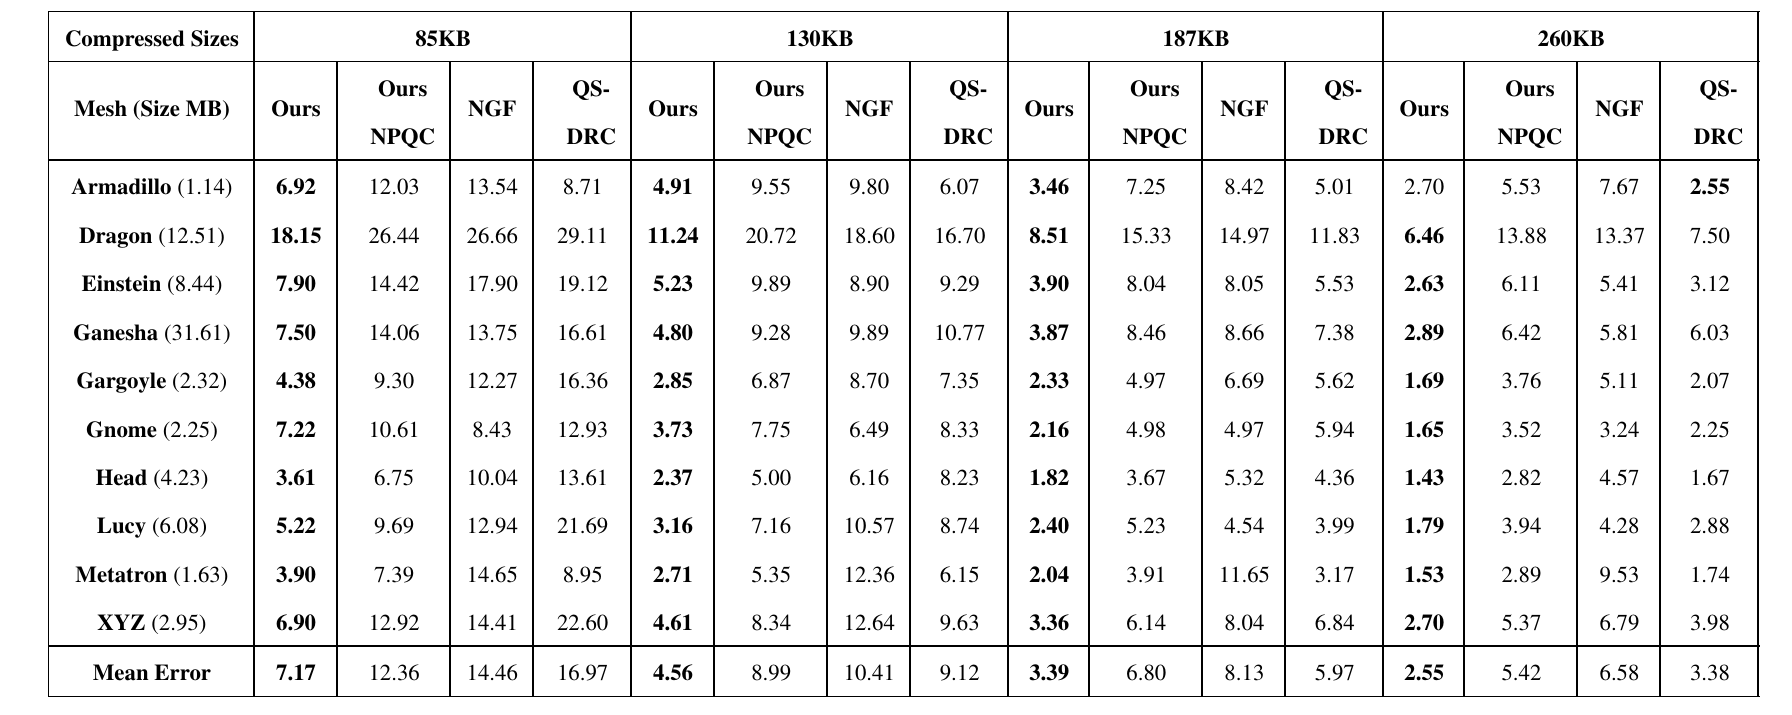 Compressed Sizes 85KB 130KB 187KB 260KB
Mesh (Size MB) Ours Ours NPQC NGF QS-DRC Ours Ours NPQC NGF QS-DRC Ours Ours NPQC NGF QS-DRC Ours Ours NPQC NGF QS-DRC
Armadillo (1.14) 6.92 12.03 13.54 8.71 4.91 9.55 9.80 6.07 3.46 7.25 8.42 5.01 2.70 5.53 7.67 2.55
Dragon (12.51) 18.15 26.44 26.66 29.11 11.24 20.72 18.60 16.70 8.51 15.33 14.97 11.83 6.46 13.88 13.37 7.50
Einstein (8.44) 7.90 14.42 17.90 19.12 5.23 9.89 8.90 9.29 3.90 8.04 8.05 5.53 2.63 6.11 5.41 3.12
Ganesha (31.61) 7.50 14.06 13.75 16.61 4.80 9.28 9.89 10.77 3.87 8.46 8.66 7.38 2.89 6.42 5.81 6.03
Gargoyle (2.32) 4.38 9.30 12.27 16.36 2.85 6.87 8.70 7.35 2.33 4.97 6.69 5.62 1.69 3.76 5.11 2.07
Gnome (2.25) 7.22 10.61 8.43 12.93 3.73 7.75 6.49 8.33 2.16 4.98 4.97 5.94 1.65 3.52 3.24 2.25
Head (4.23) 3.61 6.75 10.04 13.61 2.37 5.00 6.16 8.23 1.82 3.67 5.32 4.36 1.43 2.82 4.57 1.67
Lucy (6.08) 5.22 9.69 12.94 21.69 3.16 7.16 10.57 8.74 2.40 5.23 4.54 3.99 1.79 3.94 4.28 2.88
Metatron (1.63) 3.90 7.39 14.65 8.95 2.71 5.35 12.36 6.15 2.04 3.91 11.65 3.17 1.53 2.89 9.53 1.74
XYZ (2.95) 6.90 12.92 14.41 22.60 4.61 8.34 12.64 9.63 3.36 6.14 8.04 6.84 2.70 5.37 6.79 3.98
Mean Error 7.17 12.36 14.46 16.97 4.56 8.99 10.41 9.12 3.39 6.80 8.13 5.97 2.55 5.42 6.58 3.38